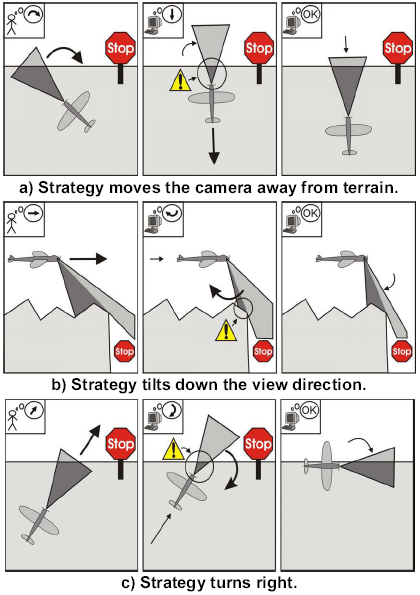 Stop
Stop
OK
Stop
a) Strategy moves the camera away from terrain.
OK
Stop
!
Stop
Stop
b) Strategy tilts down the view direction.
Stop
!
Stop
OK
c) Strategy turns right.